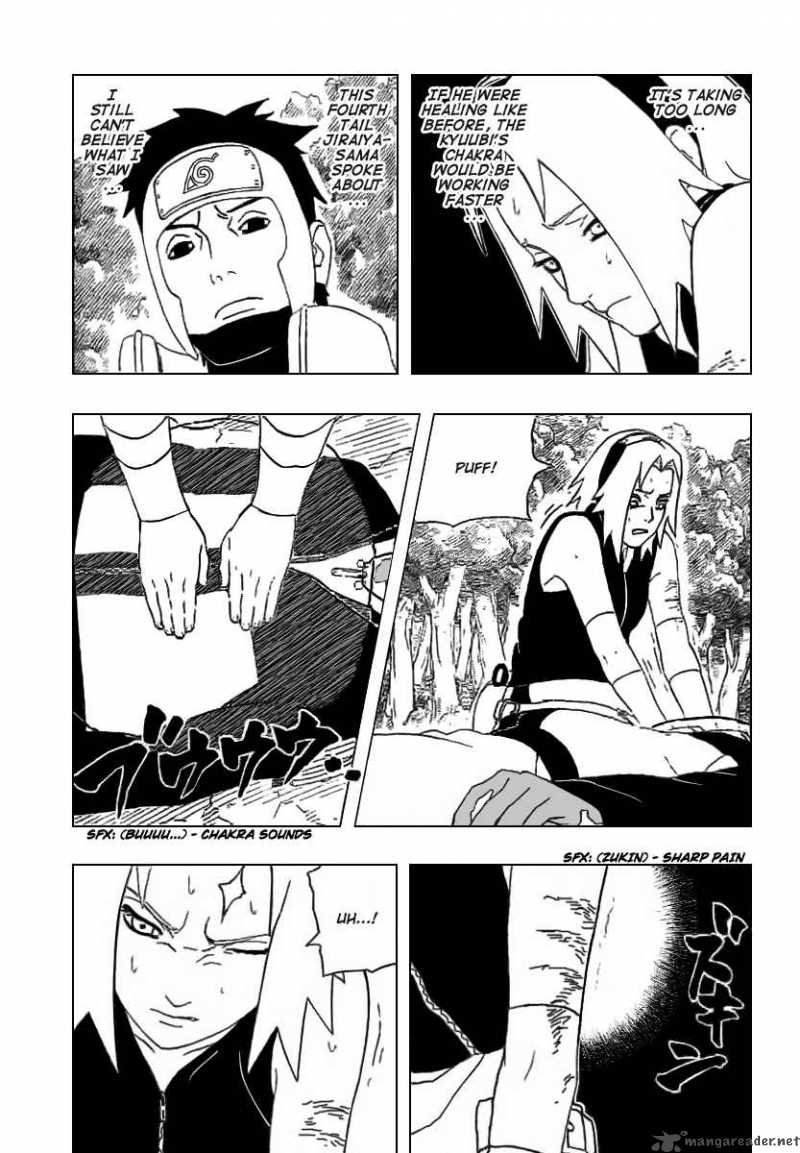 IT'S TAKING
TOO LONG
...
IF HE WERE
HEALING LIKE
BEFORE, THE
KYUUBI'S
CHAKRA
WOULD BE
WORKING
FASTER
...
THIS
FOURTH
TAIL
JIRAIYA-
SAMA
SPOKE
ABOUT
...
I
STILL
CAN'T
BELIEVE
WHAT I
SAW
...
PUFF!
ブウウウ...
SFX: (BUUUU...) - CHAKRA SOUNDS
SFX: (ZUKIN) - SHARP PAIN
ズキン
UH...!
mangareader.net